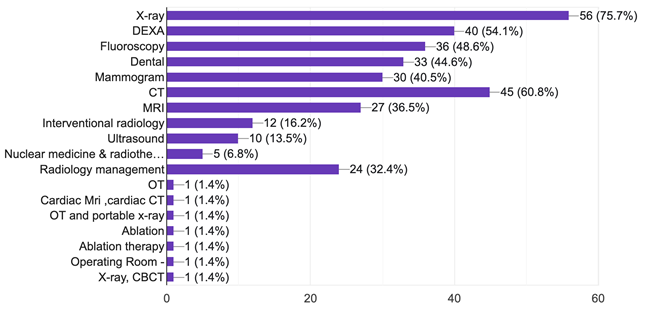 X-ray 56 (75.7%)
DEXA 40 (54.1%)
Fluoroscopy 36 (48.6%)
Dental 33 (44.6%)
Mammogram 30 (40.5%)
CT 45 (60.8%)
MRI 27 (36.5%)
Interventional radiology 12 (16.2%)
Ultrasound 10 (13.5%)
Nuclear medicine & radiothe… 5 (6.8%)
Radiology management 24 (32.4%)
OT 1 (1.4%)
Cardiac Mri ,cardiac CT 1 (1.4%)
OT and portable x-ray 1 (1.4%)
Ablation 1 (1.4%)
Ablation therapy 1 (1.4%)
Operating Room - 1 (1.4%)
X-ray, CBCT 1 (1.4%)
0 20 40 60